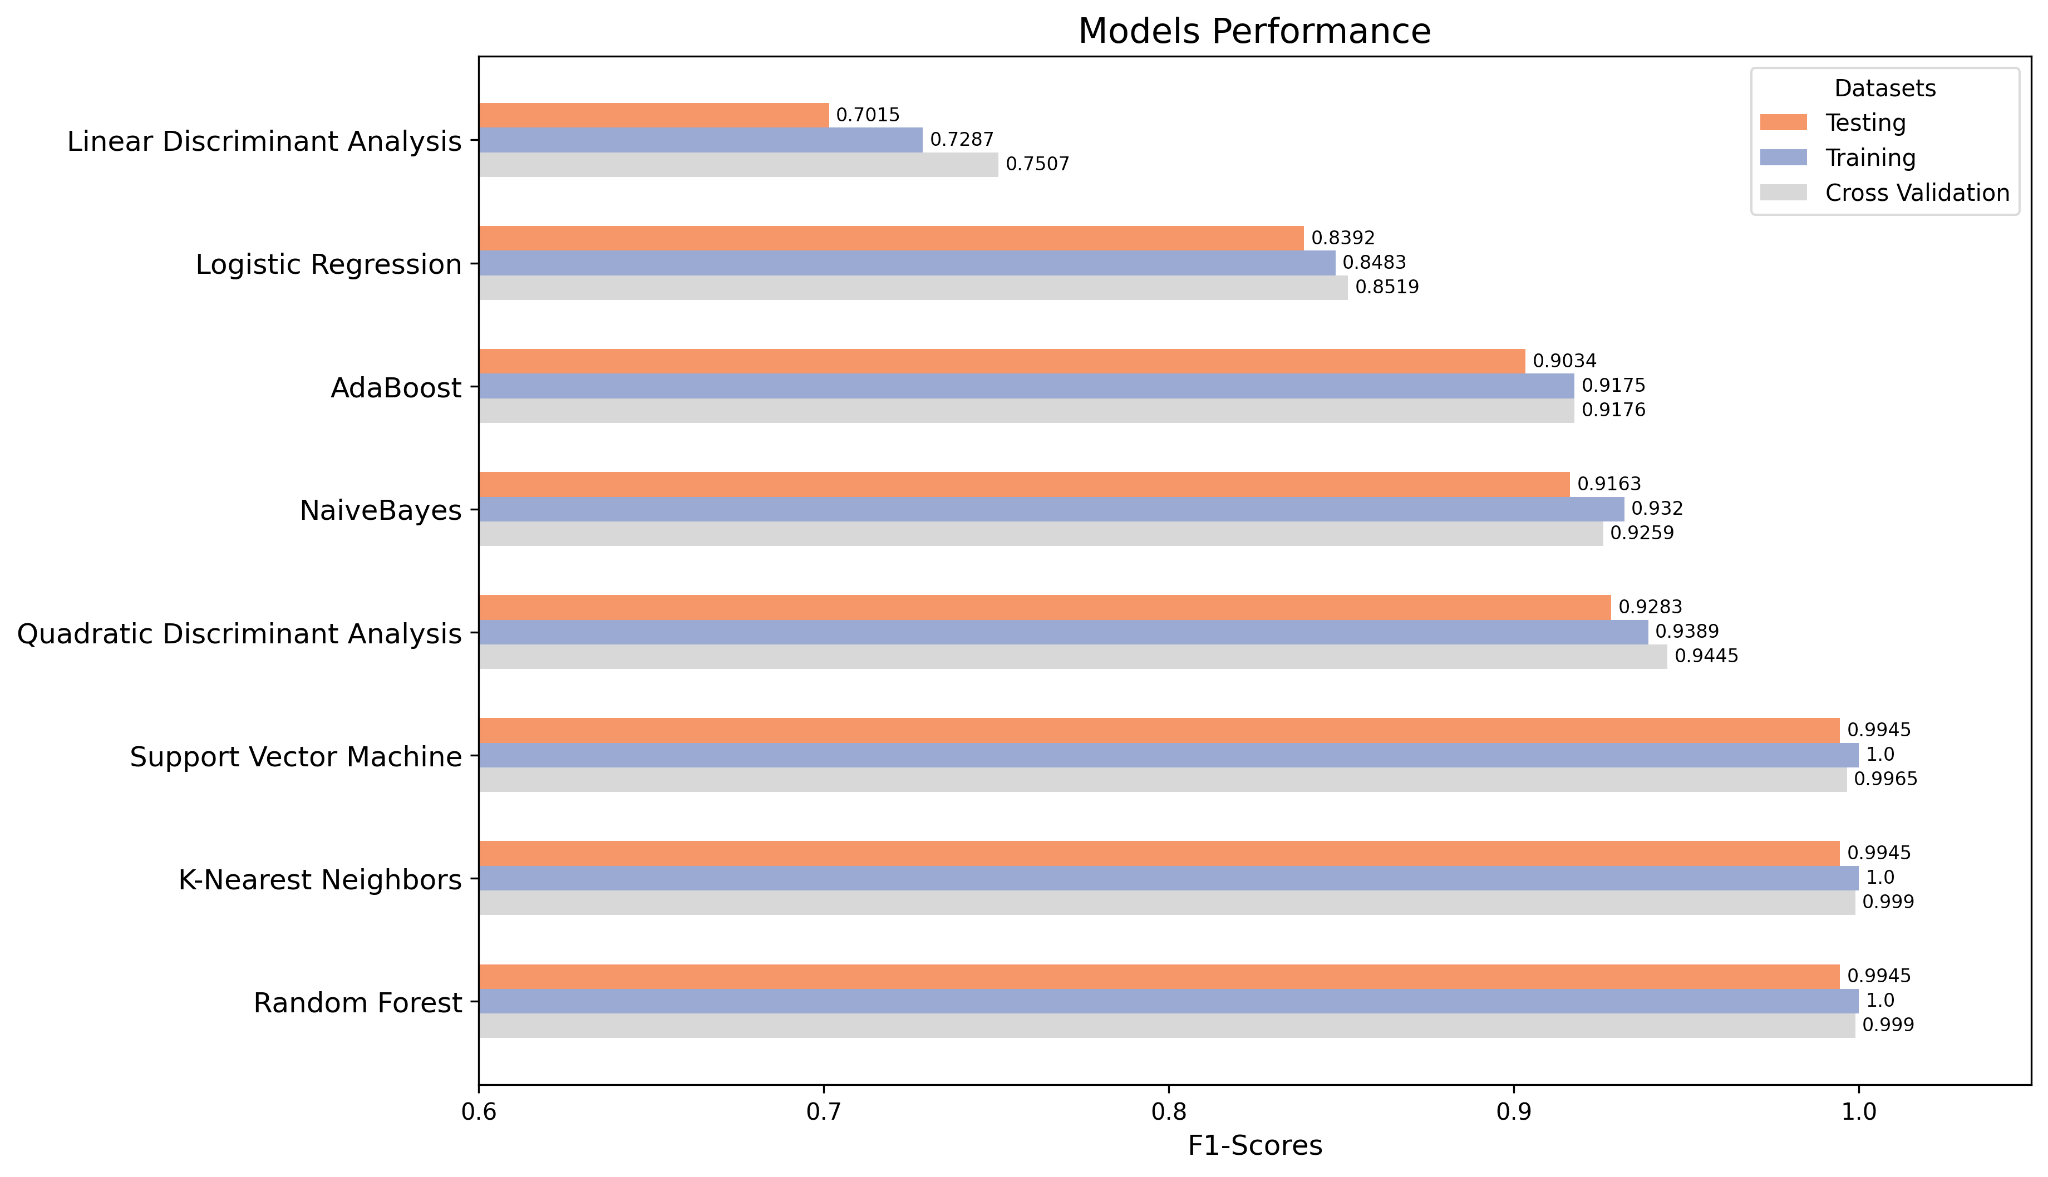 Models Performance
Datasets
Testing
Training
Cross Validation
Linear Discriminant Analysis
0.7015
0.7287
0.7507
Logistic Regression
0.8392
0.8483
0.8519
AdaBoost
0.9034
0.9175
0.9176
NaiveBayes
0.9163
0.932
0.9259
Quadratic Discriminant Analysis
0.9283
0.9389
0.9445
Support Vector Machine
0.9945
1.0
0.9965
K-Nearest Neighbors
0.9945
1.0
0.999
Random Forest
0.9945
1.0
0.999
0.6 0.7 0.8 0.9 1.0
F1-Scores